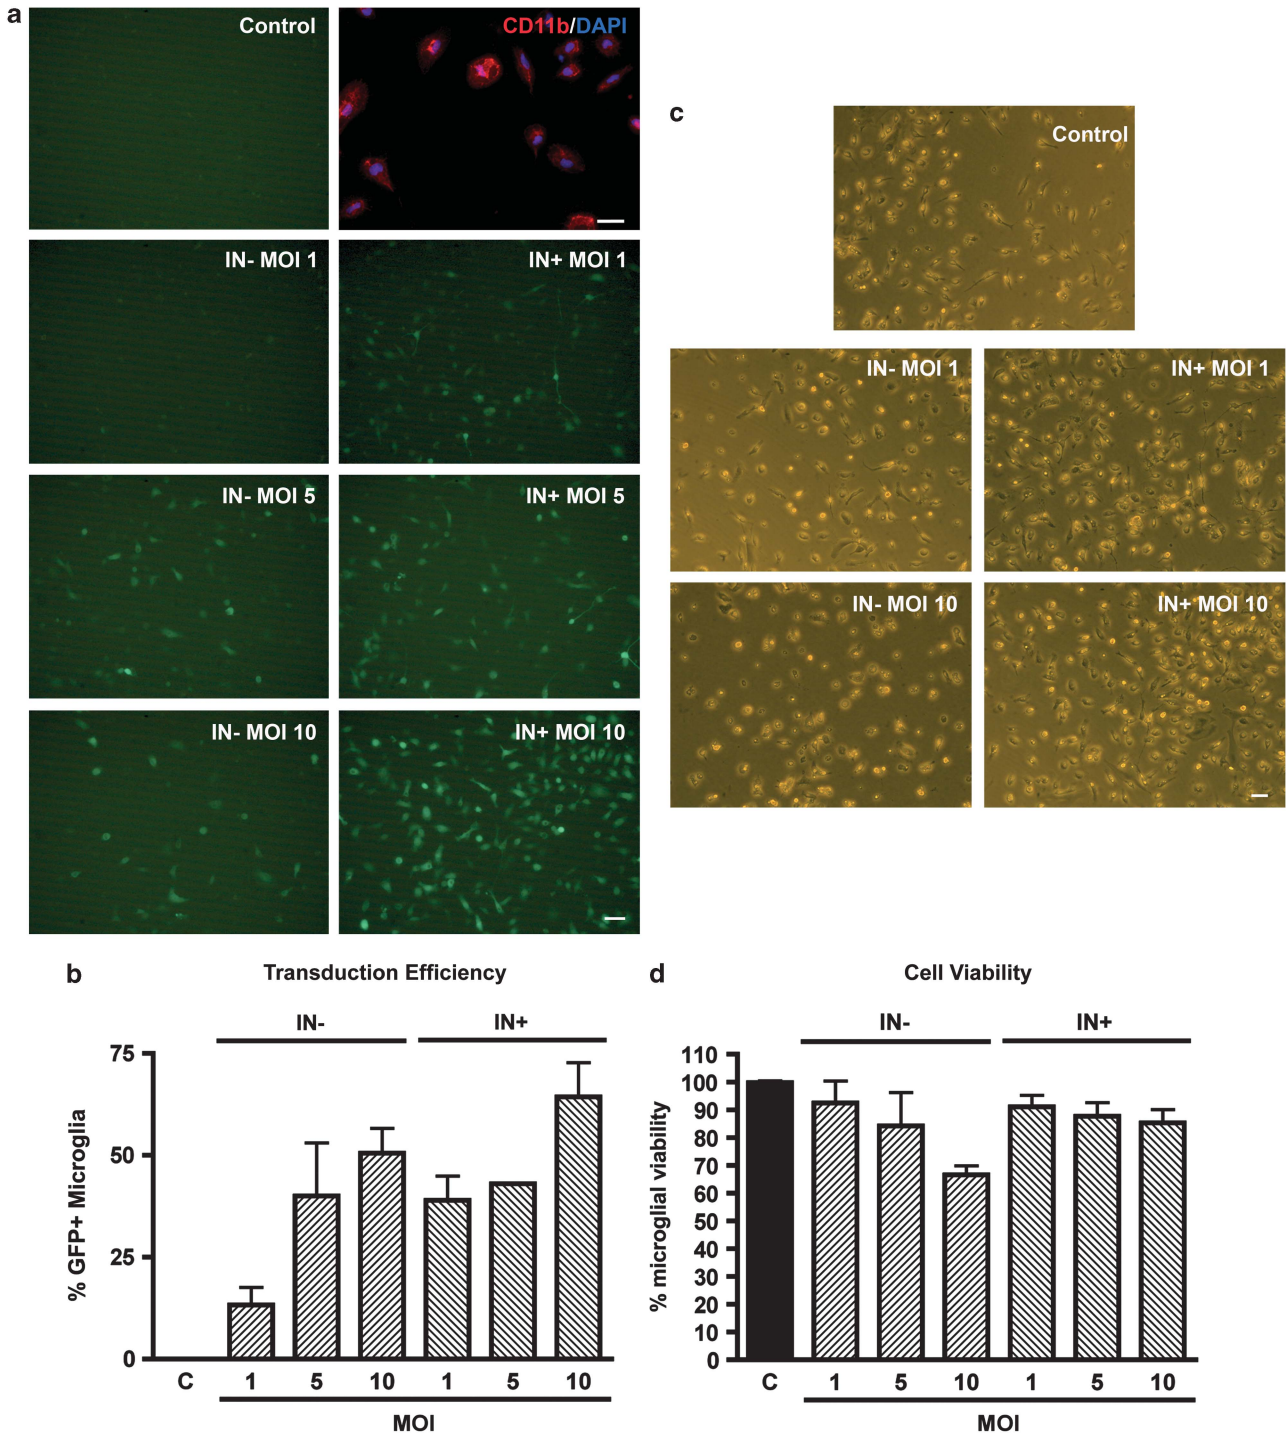 a
Control
CD11b/DAPI
IN- MOI 1
IN+ MOI 1
IN- MOI 5
IN+ MOI 5
IN- MOI 10
IN+ MOI 10
c
Control
IN- MOI 1
IN+ MOI 1
IN- MOI 10
IN+ MOI 10
b
Transduction Efficiency
IN-
IN+
% GFP+ Microglia
75
50
25
0
C 1 5 10 1 5 10
MOI
d
Cell Viability
IN-
IN+
% microglial viability
110
100
90
80
70
60
50
40
30
20
10
0
C 1 5 10 1 5 10
MOI